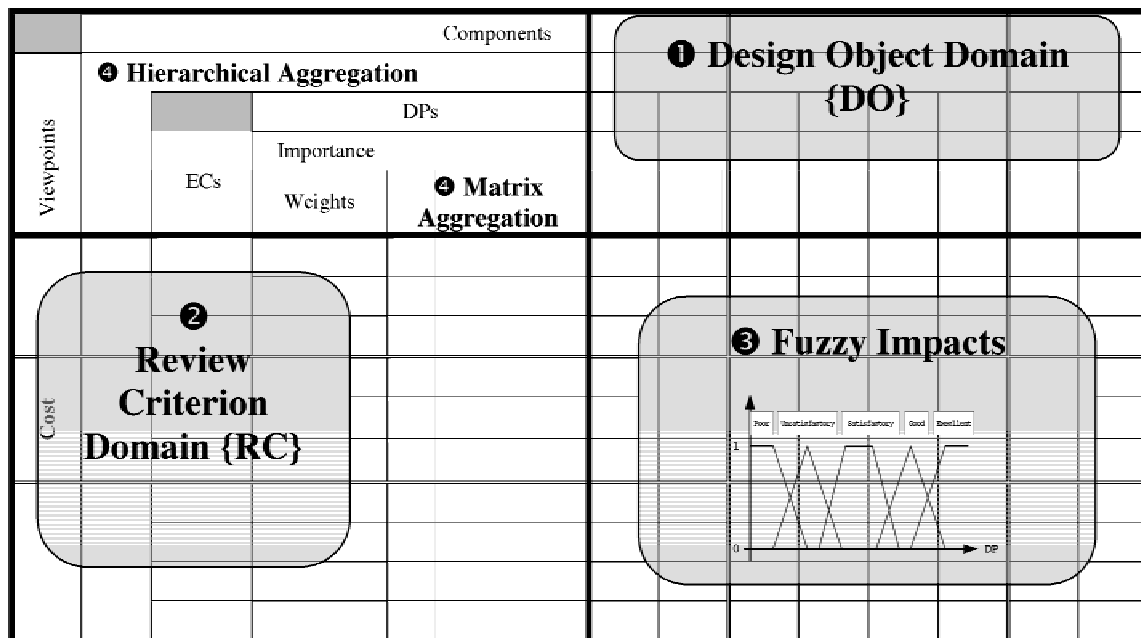 Components
❶ Design Object Domain
{DO}
❹ Hierarchical Aggregation
DPs
Viewpoints
Importance
ECs
Weights
❹ Matrix
Aggregation
❷
Review
Criterion
Domain {RC}
Cost
❸ Fuzzy Impacts
Poor Unsatisfactory Satisfactory Good Excellent
1
0
DP